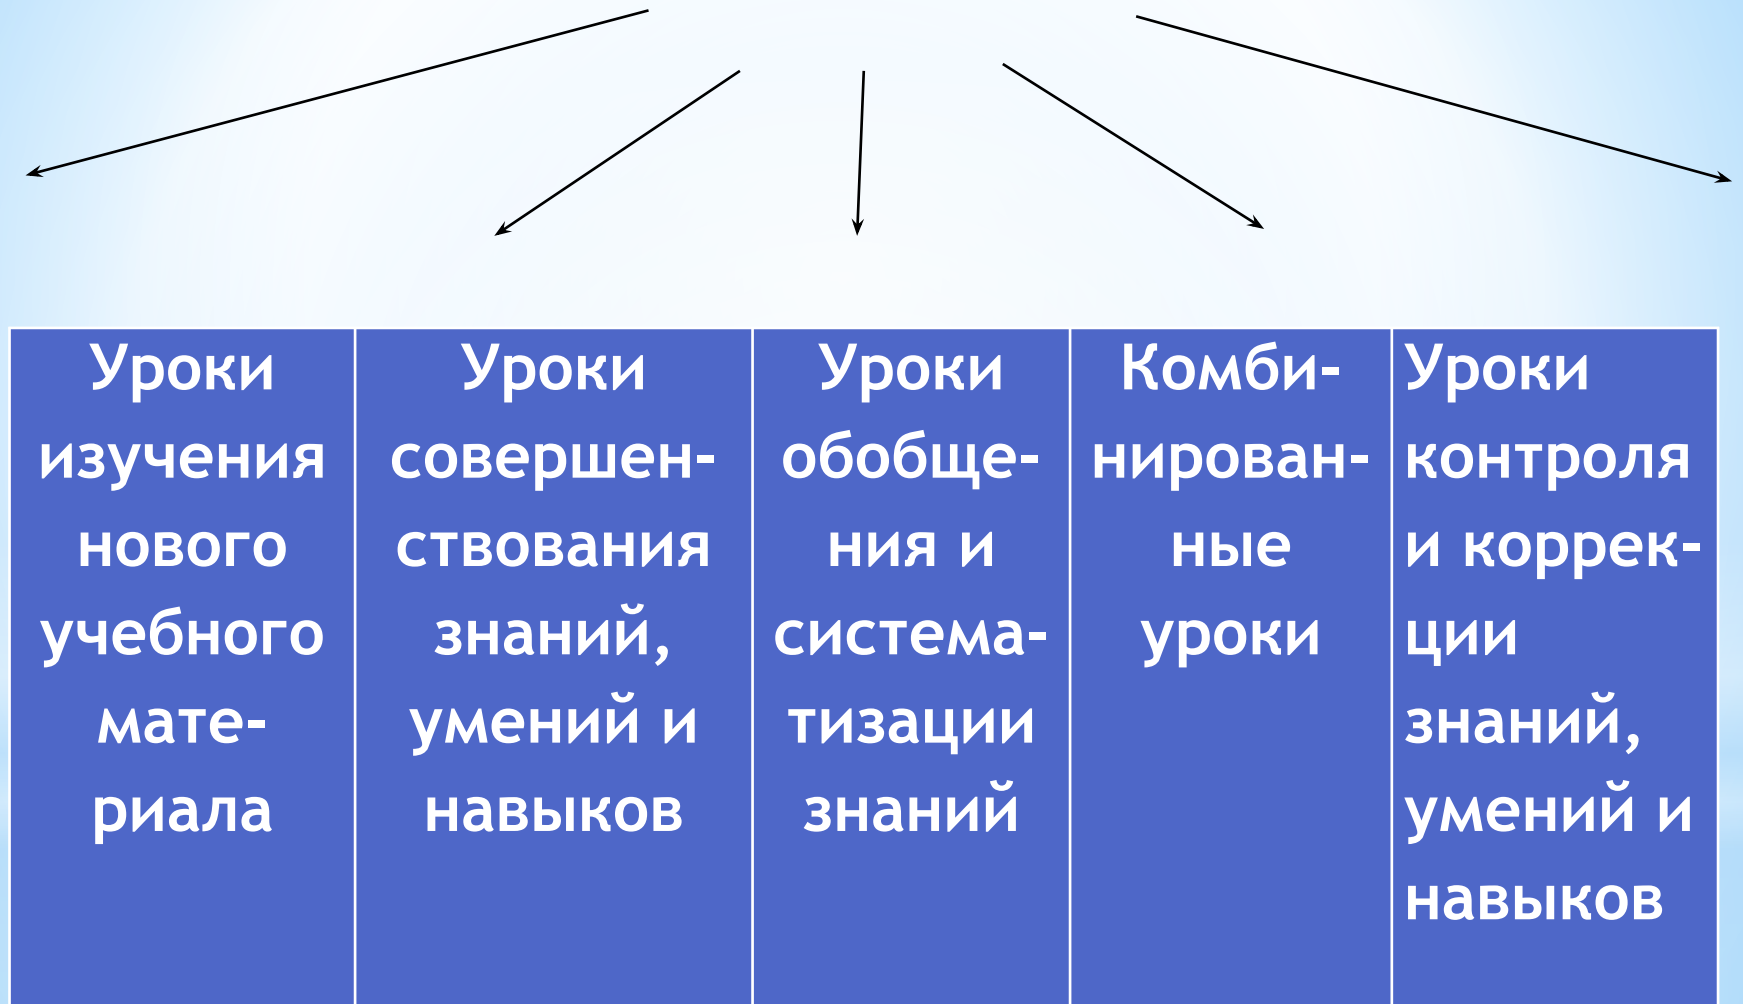 Уроки
изучения
нового
учебного
мате-
риала
Уроки
совершен-
ствования
знаний,
умений и
навыков
Уроки
обобще-
ния и
система-
тизации
знаний
Комби-
нирован-
ные
уроки
Уроки
контроля
и коррек-
ции
знаний,
умений и
навыков